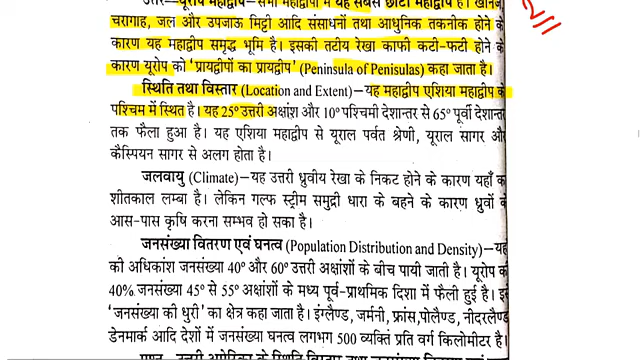 उत्तर–यूरोप महाद्वीप–सभी महाद्वीपों में यह सबसे छोटा महाद्वीप है। खनिज,
चरागाह, जल और उपजाऊ मिट्टी आदि संसाधनों तथा आधुनिक तकनीक होने के
कारण यह महाद्वीप समृद्ध भूमि है। इसकी तटीय रेखा काफी कटी-फटी होने के
कारण यूरोप को 'प्रायद्वीपों का प्रायद्वीप' (Peninsula of Penisulas) कहा जाता है।
स्थिति तथा विस्तार (Location and Extent)–यह महाद्वीप एशिया महाद्वीप के
पश्चिम में स्थित है। यह 25° उत्तरी अक्षांश और 10° पश्चिमी देशान्तर से 65° पूर्वी देशान्तर
तक फैला हुआ है। यह एशिया महाद्वीप से यूराल पर्वत श्रेणी, यूराल सागर और
कैस्पियन सागर से अलग होता है।
जलवायु (Climate)–यह उत्तरी ध्रुवीय रेखा के निकट होने के कारण यहाँ का
शीतकाल लम्बा है। लेकिन गल्फ स्ट्रीम समुद्री धारा के बहने के कारण ध्रुवों के
आस-पास कृषि करना सम्भव हो सका है।
जनसंख्या वितरण एवं घनत्व (Population Distribution and Density)–यहाँ
की अधिकांश जनसंख्या 40° और 60° उत्तरी अक्षांशों के बीच पायी जाती है। यूरोप की
40% जनसंख्या 45° से 55° अक्षांशों के मध्य पूर्व-प्राथमिक दिशा में फैली हुई है। इसे
'जनसंख्या की धुरी' का क्षेत्र कहा जाता है। इंग्लैण्ड, जर्मनी, फ्रांस,पोलैण्ड, नीदरलैण्ड
डेनमार्क आदि देशों में जनसंख्या घनत्व लगभग 500 व्यक्ति प्रति वर्ग किलोमीटर है।